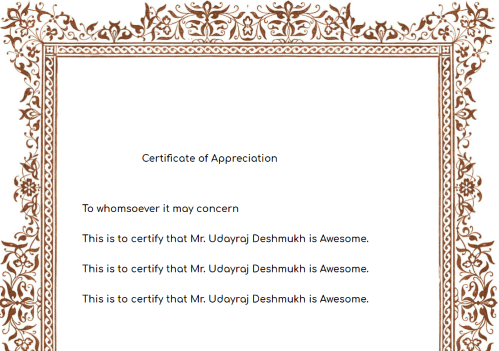 Certificate of Appreciation
To whomsoever it may concern
This is to certify that Mr. Udayraj Deshmukh is Awesome.
This is to certify that Mr. Udayraj Deshmukh is Awesome.
This is to certify that Mr. Udayraj Deshmukh is Awesome.